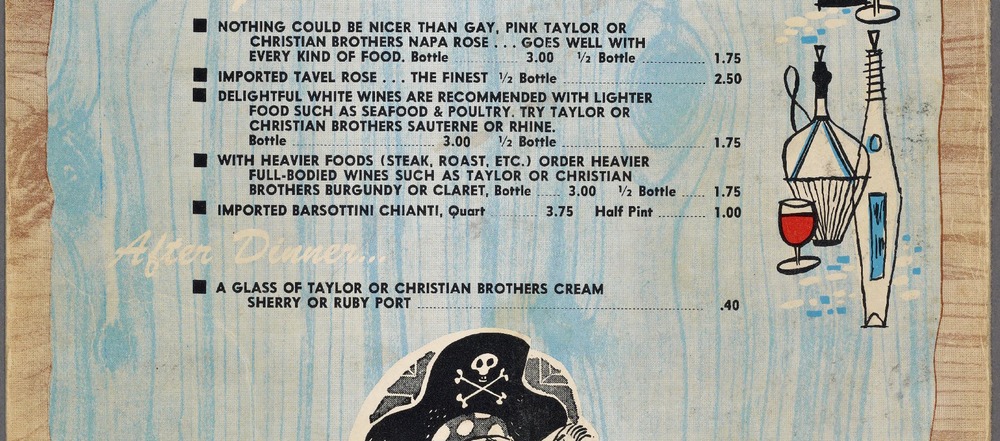 NOTHING COULD BE NICER THAN GAY, PINK TAYLOR OR
CHRISTIAN BROTHERS NAPA ROSE . . . GOES WELL WITH
EVERY KIND OF FOOD. Bottle ........ 3.00 ½ Bottle ................ 1.75
IMPORTED TAVEL ROSE . . . THE FINEST ½ Bottle ................................ 2.50
DELIGHTFUL WHITE WINES ARE RECOMMENDED WITH LIGHTER
FOOD SUCH AS SEAFOOD & POULTRY. TRY TAYLOR OR
CHRISTIAN BROTHERS SAUTERNE OR RHINE.
Bottle ................................ 3.00 ½ Bottle ................................ 1.75
WITH HEAVIER FOODS (STEAK, ROAST, ETC.) ORDER HEAVIER
FULL-BODIED WINES SUCH AS TAYLOR OR CHRISTIAN
BROTHERS BURGUNDY OR CLARET, Bottle ...... 3.00 ½ Bottle ........ 1.75
IMPORTED BARSOTTINI CHIANTI, Quart ............ 3.75 Half Pint ............ 1.00
After Dinner...
A GLASS OF TAYLOR OR CHRISTIAN BROTHERS CREAM
SHERRY OR RUBY PORT ................................................................ .40